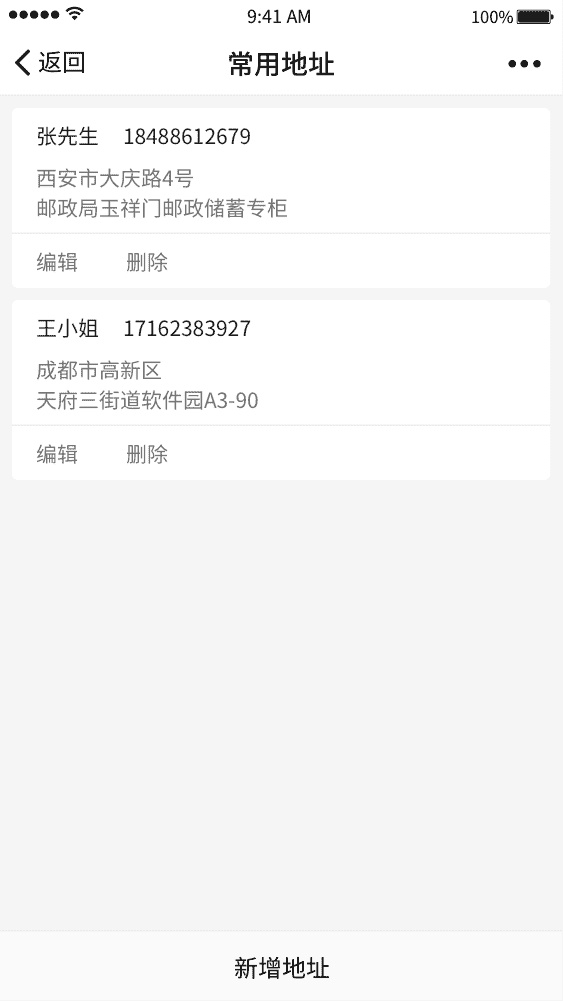 9:41 AM 100%
返回 常用地址
张先生 18488612679
西安市大庆路4号
邮政局玉祥门邮政储蓄专柜
编辑 删除
王小姐 17162383927
成都市高新区
天府三街道软件园A3-90
编辑 删除
新增地址